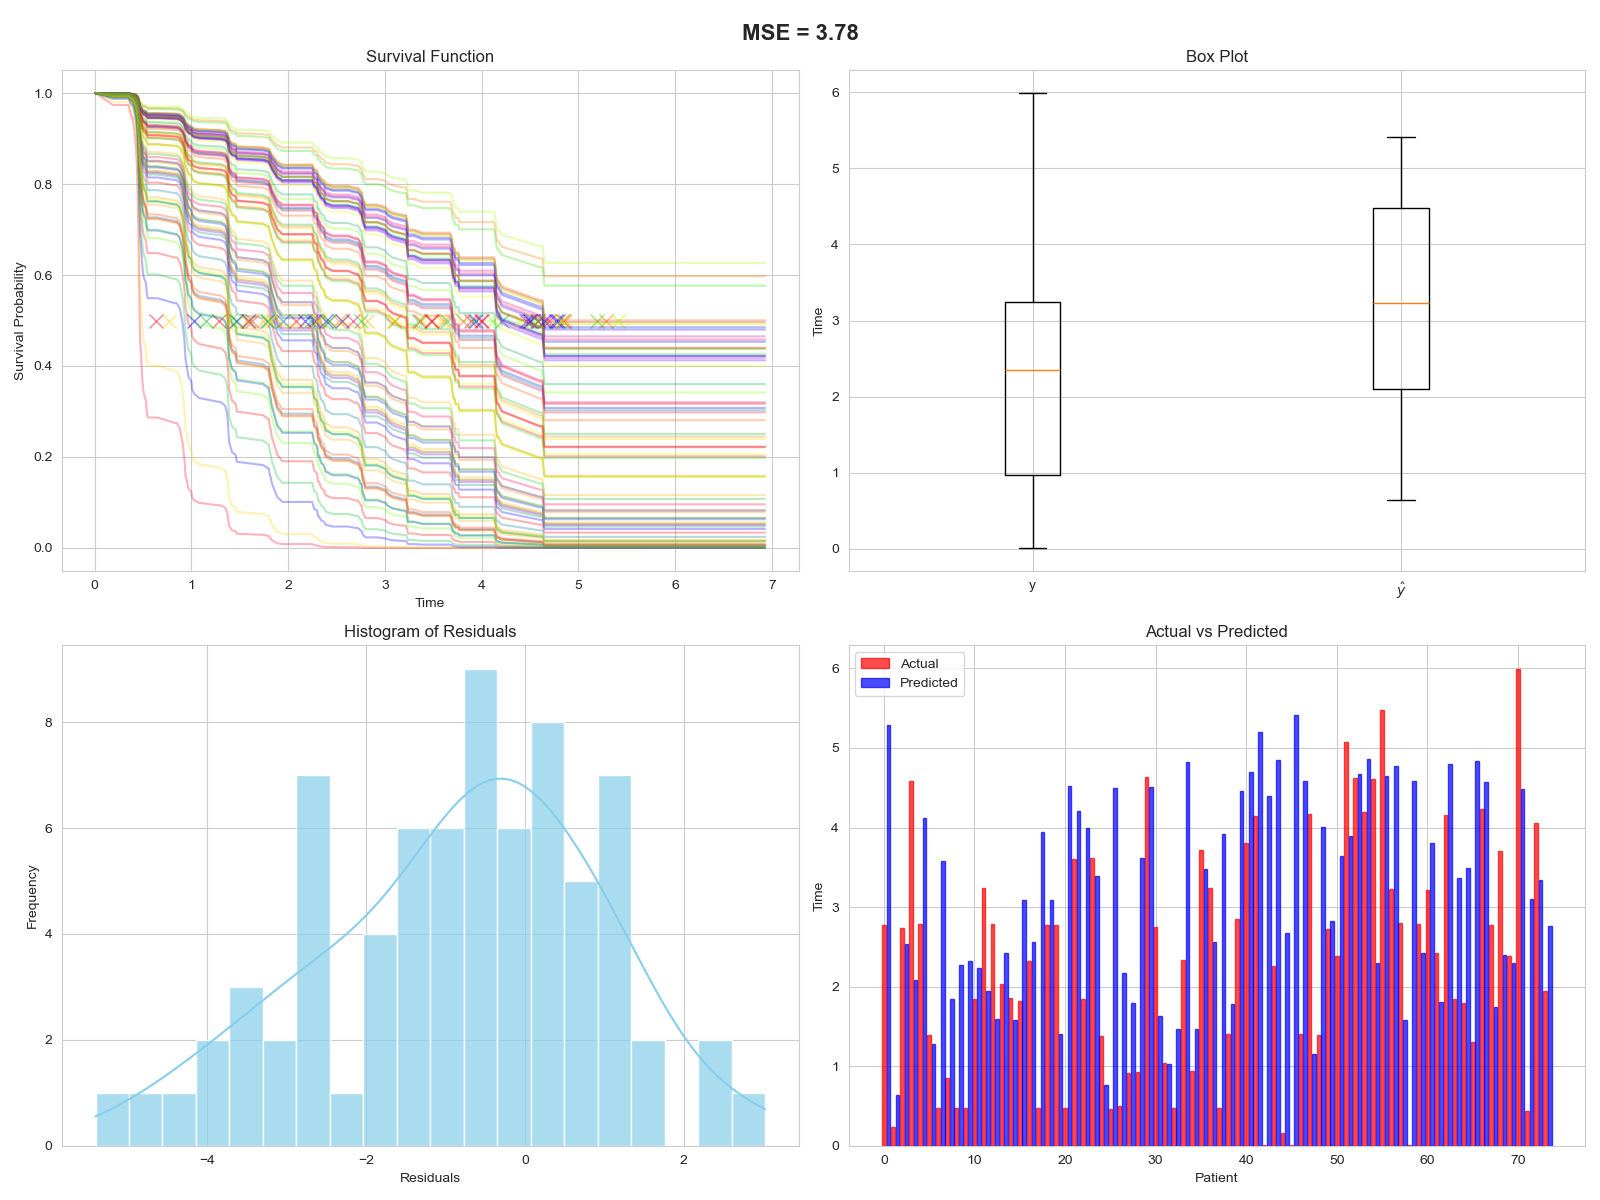 MSE = 3.78
Survival Function
Survival Probability
1.0
0.8
0.6
0.4
0.2
0.0
0 1 2 3 4 5 6 7
Time
Box Plot
Time
6
5
4
3
2
1
0
y ŷ
Histogram of Residuals
Frequency
8
6
4
2
0
−4 −2 0 2
Residuals
Actual vs Predicted
Actual
Predicted
Time
6
5
4
3
2
1
0
0 10 20 30 40 50 60 70
Patient